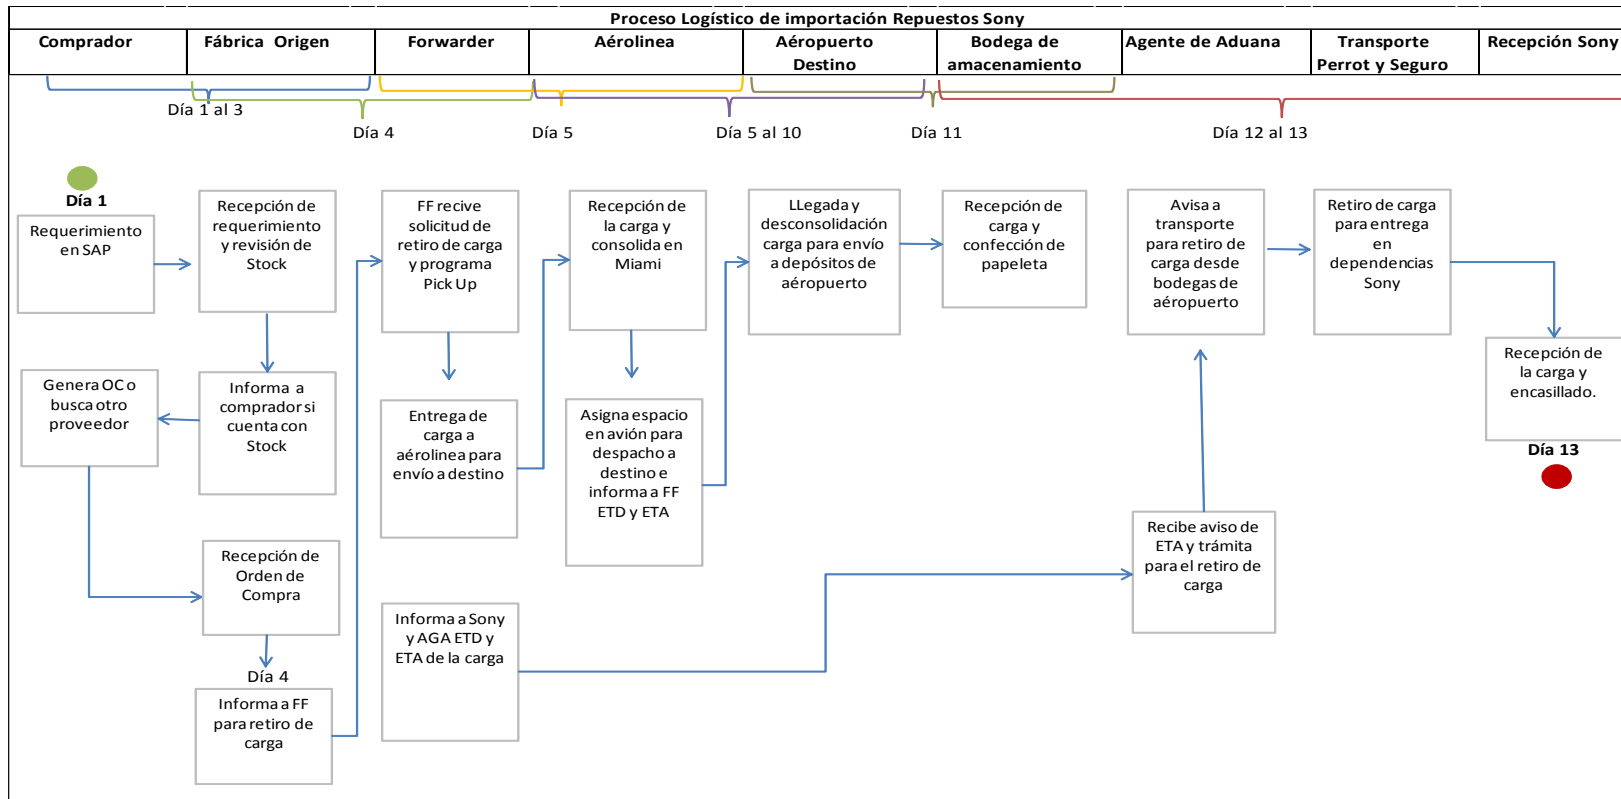 Proceso Logístico de importación Repuestos Sony
Comprador
Fábrica Origen
Forwarder
Aérolinea
Aéropuerto
Destino
Bodega de
amacenamiento
Agente de Aduana
Transporte
Perrot y Seguro
Recepción Sony
Día 1 al 3
Día 4
Día 5
Día 5 al 10
Día 11
Día 12 al 13
Día 1
Requerimiento
en SAP
Genera OC o
busca otro
proveedor
Recepción de
requerimiento
y revisión de
Stock
Informa a
comprador si
cuenta con
Stock
Recepción de
Orden de
Compra
Día 4
Informa a FF
para retiro de
carga
FF recive
solicitud de
retiro de carga
y programa
Pick Up
Entrega de
carga a
aérolinea para
envío a destino
Informa a Sony
y AGA ETD y
ETA de la carga
Recepción de
la carga y
consolida en
Miami
Asigna espacio
en avión para
despacho a
destino e
informa a FF
ETD y ETA
LLegada y
desconsolidación
carga para envío
a depósitos de
aéropuerto
Recepción de
carga y
confección de
papeleta
Avisa a
transporte
para retiro de
carga desde
bodegas de
aéropuerto
Recibe aviso de
ETA y trámita
para el retiro de
carga
Retiro de carga
para entrega
en
dependencias
Sony
Recepción de
la carga y
encasillado.
Día 13